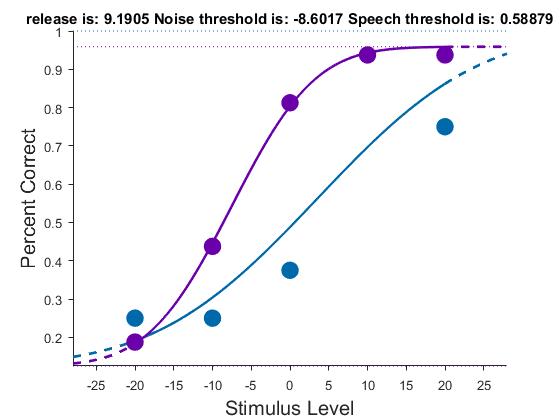 release is: 9.1905 Noise threshold is: -8.6017 Speech threshold is: 0.58879
1
0.9
0.8
0.7
0.6
0.5
0.4
0.3
0.2
Percent Correct
-25 -20 -15 -10 -5 0 5 10 15 20 25
Stimulus Level